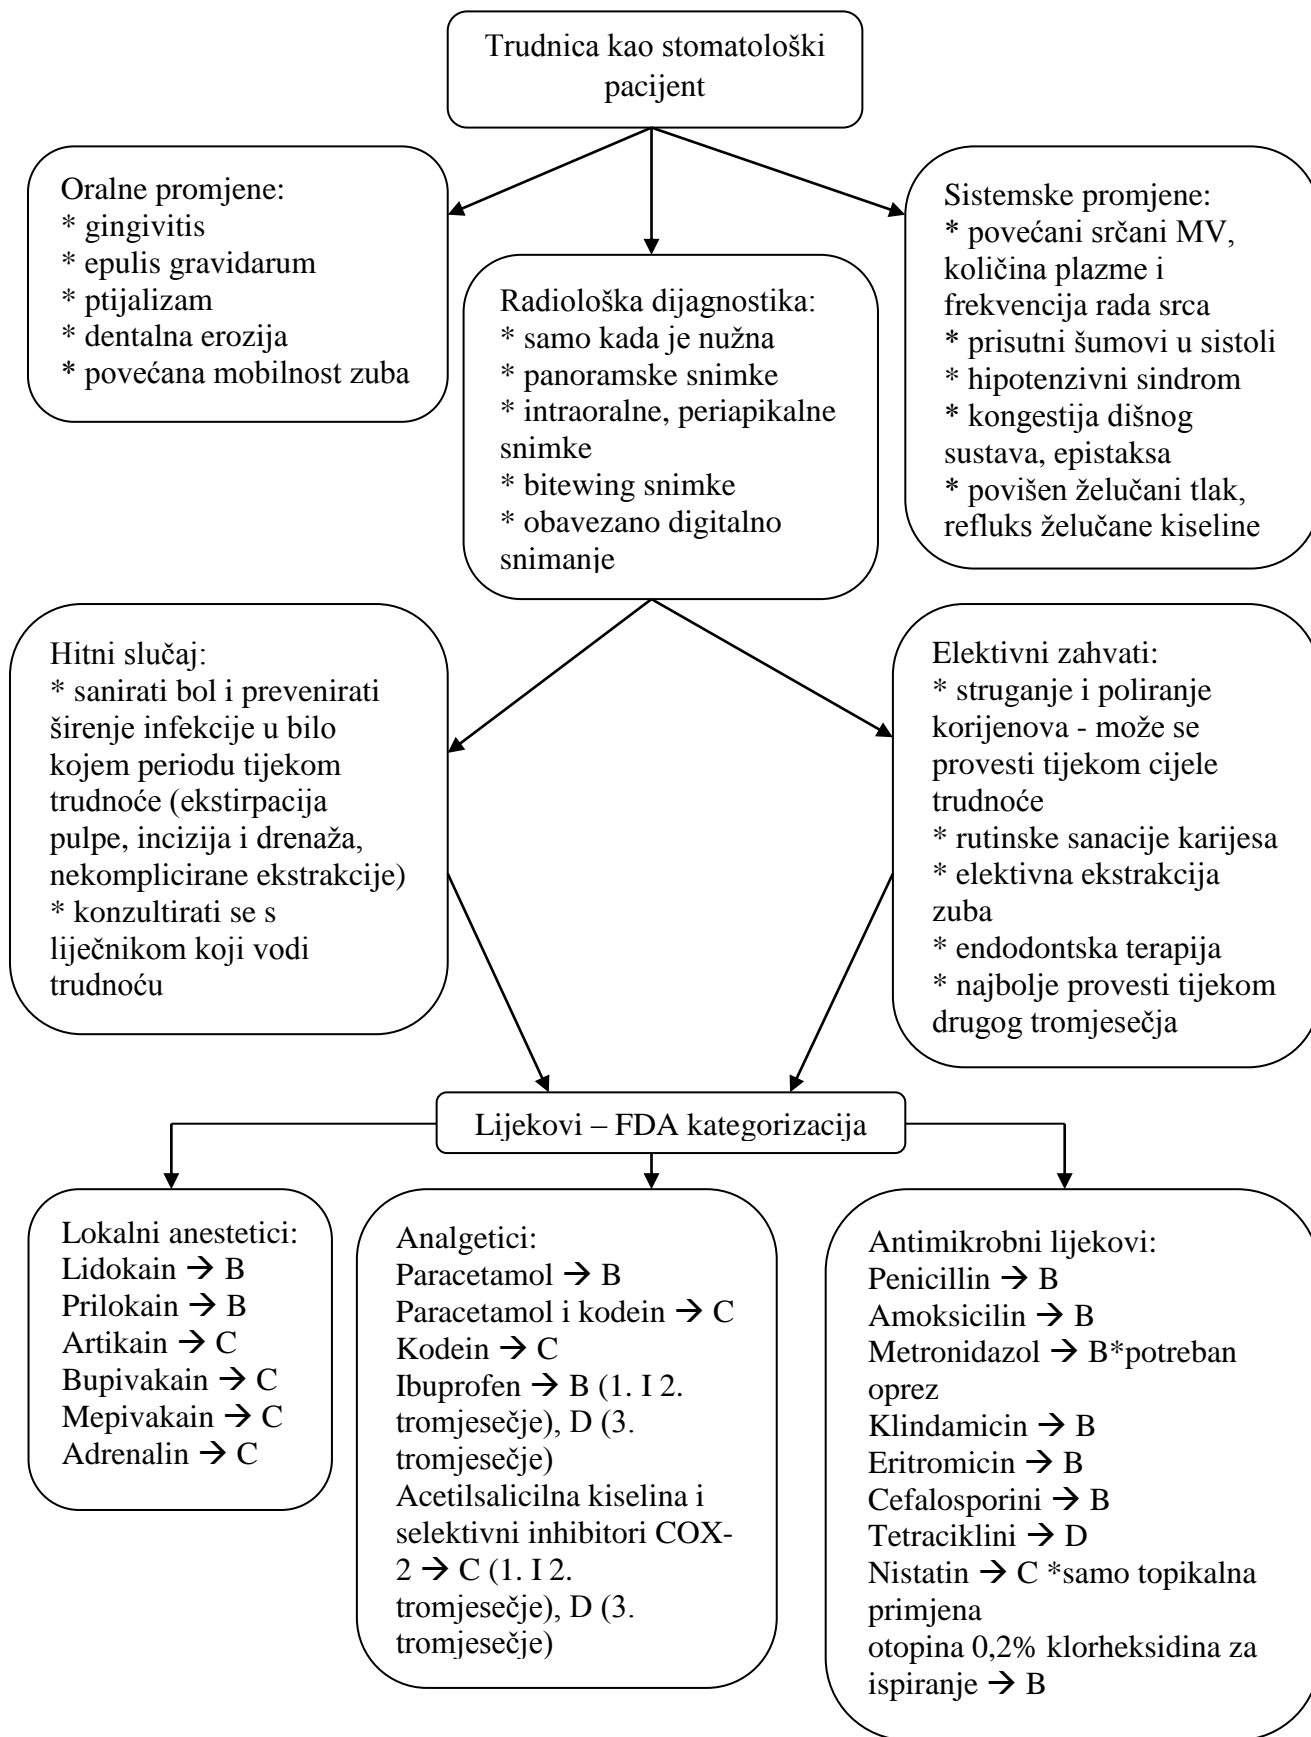 Trudnica kao stomatološki
pacijent
Oralne promjene:
* gingivitis
* epulis gravidarum
* ptijalizam
* dentalna erozija
* povećana mobilnost zuba
Radiološka dijagnostika:
* samo kada je nužna
* panoramske snimke
* intraoralne, periapikalne
snimke
* bitewing snimke
* obavezano digitalno
snimanje
Sistemske promjene:
* povećani srčani MV,
količina plazme i
frekvencija rada srca
* prisutni šumovi u sistoli
* hipotenzivni sindrom
* kongestija dišnog
sustava, epistaksa
* povišen želučani tlak,
refluks želučane kiseline
Hitni slučaj:
* sanirati bol i prevenirati
širenje infekcije u bilo
kojem periodu tijekom
trudnoće (ekstirpacija
pulpe, incizija i drenaža,
nekomplicirane ekstrakcije)
* konzultirati se s
liječnikom koji vodi
trudnoću
Elektivni zahvati:
* struganje i poliranje
korijenova - može se
provesti tijekom cijele
trudnoće
* rutinske sanacije karijesa
* elektivna ekstrakcija
zuba
* endodontska terapija
* najbolje provesti tijekom
drugog tromjesečja
Lijekovi – FDA kategorizacija
Lokalni anestetici:
Lidokain → B
Prilokain → B
Artikain → C
Bupivakain → C
Mepivakain → C
Adrenalin → C
Analgetici:
Paracetamol → B
Paracetamol i kodein → C
Kodein → C
Ibuprofen → B (1. I 2.
tromjesečje), D (3.
tromjesečje)
Acetilsalicilna kiselina i
selektivni inhibitori COX-
2 → C (1. I 2.
tromjesečje), D (3.
tromjesečje)
Antimikrobni lijekovi:
Penicillin → B
Amoksicilin → B
Metronidazol → B*potreban
oprez
Klindamicin → B
Eritromicin → B
Cefalosporini → B
Tetraciklini → D
Nistatin → C *samo topikalna
primjena
otopina 0,2% klorheksidina za
ispiranje → B